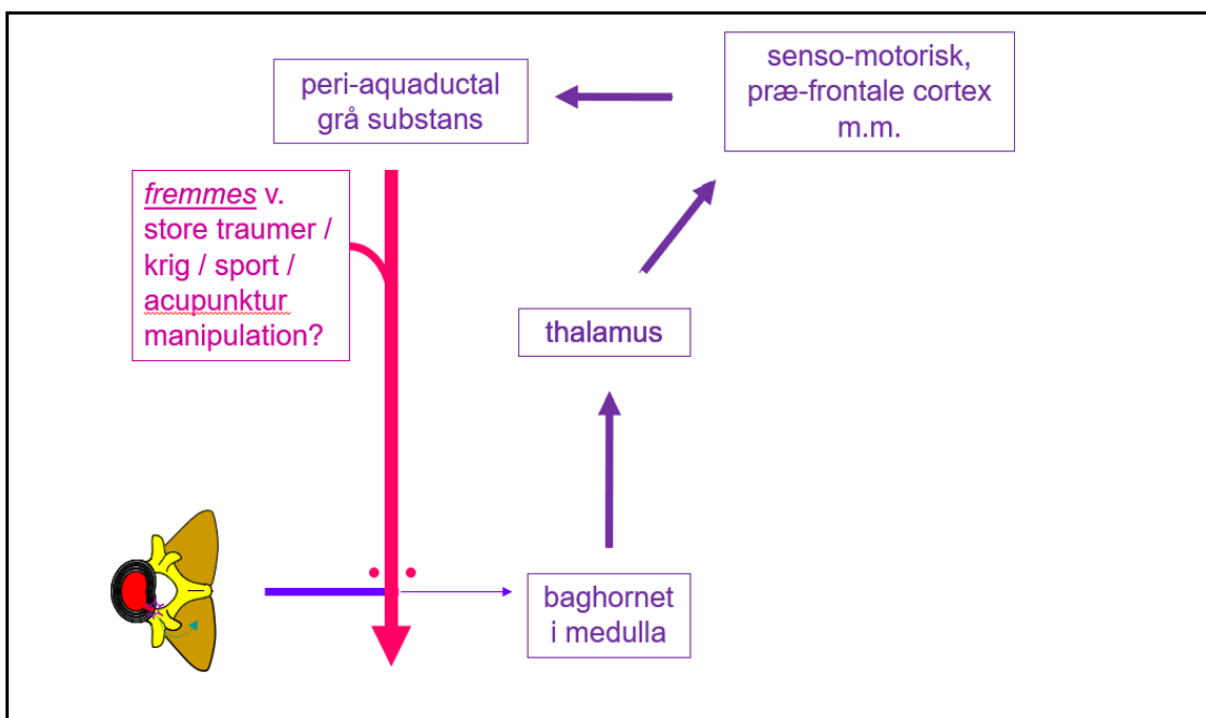 peri-aquaductal
grå substans
senso-motorisk,
præ-frontale cortex
m.m.
fremmes v.
store traumer /
krig / sport /
acupunktur
manipulation?
thalamus
baghornet
i medulla